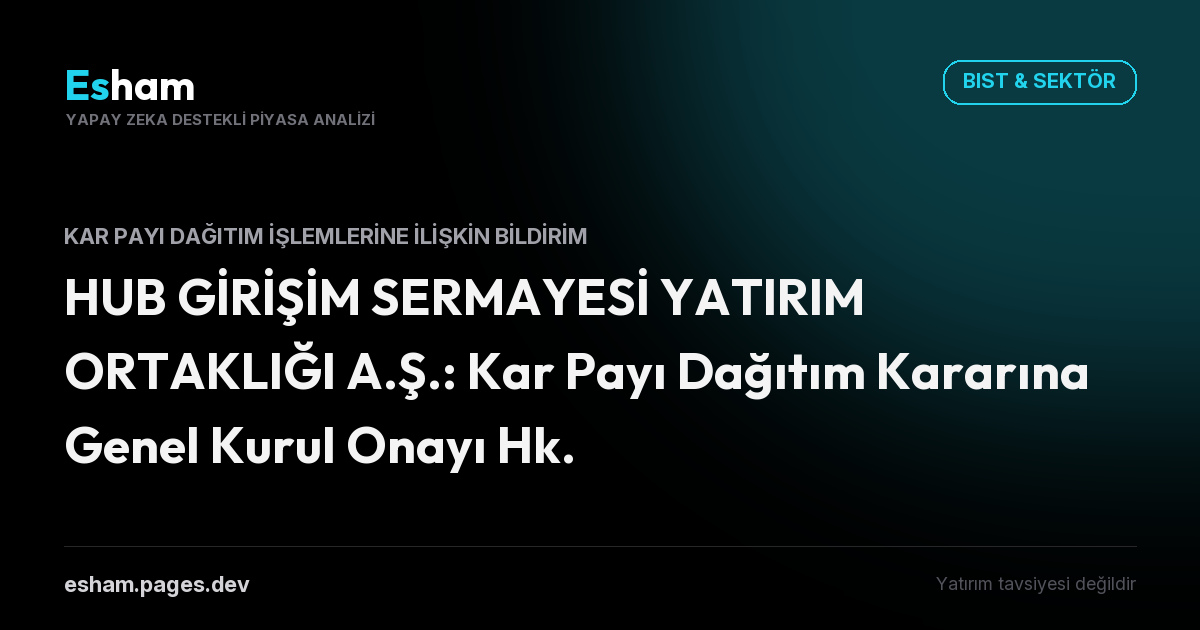 Esham
YAPAY ZEKA DESTEKLİ PİYASA ANALİZİ
BIST & SEKTÖR
KAR PAYI DAĞITIM İŞLEMLERİNE İLİŞKİN BİLDİRİM
HUB GİRİŞİM SERMAYESİ YATIRIM
ORTAKLIĞI A.Ş.: Kar Payı Dağıtım Kararına
Genel Kurul Onayı Hk.
esham.pages.dev
Yatırım tavsiyesi değildir